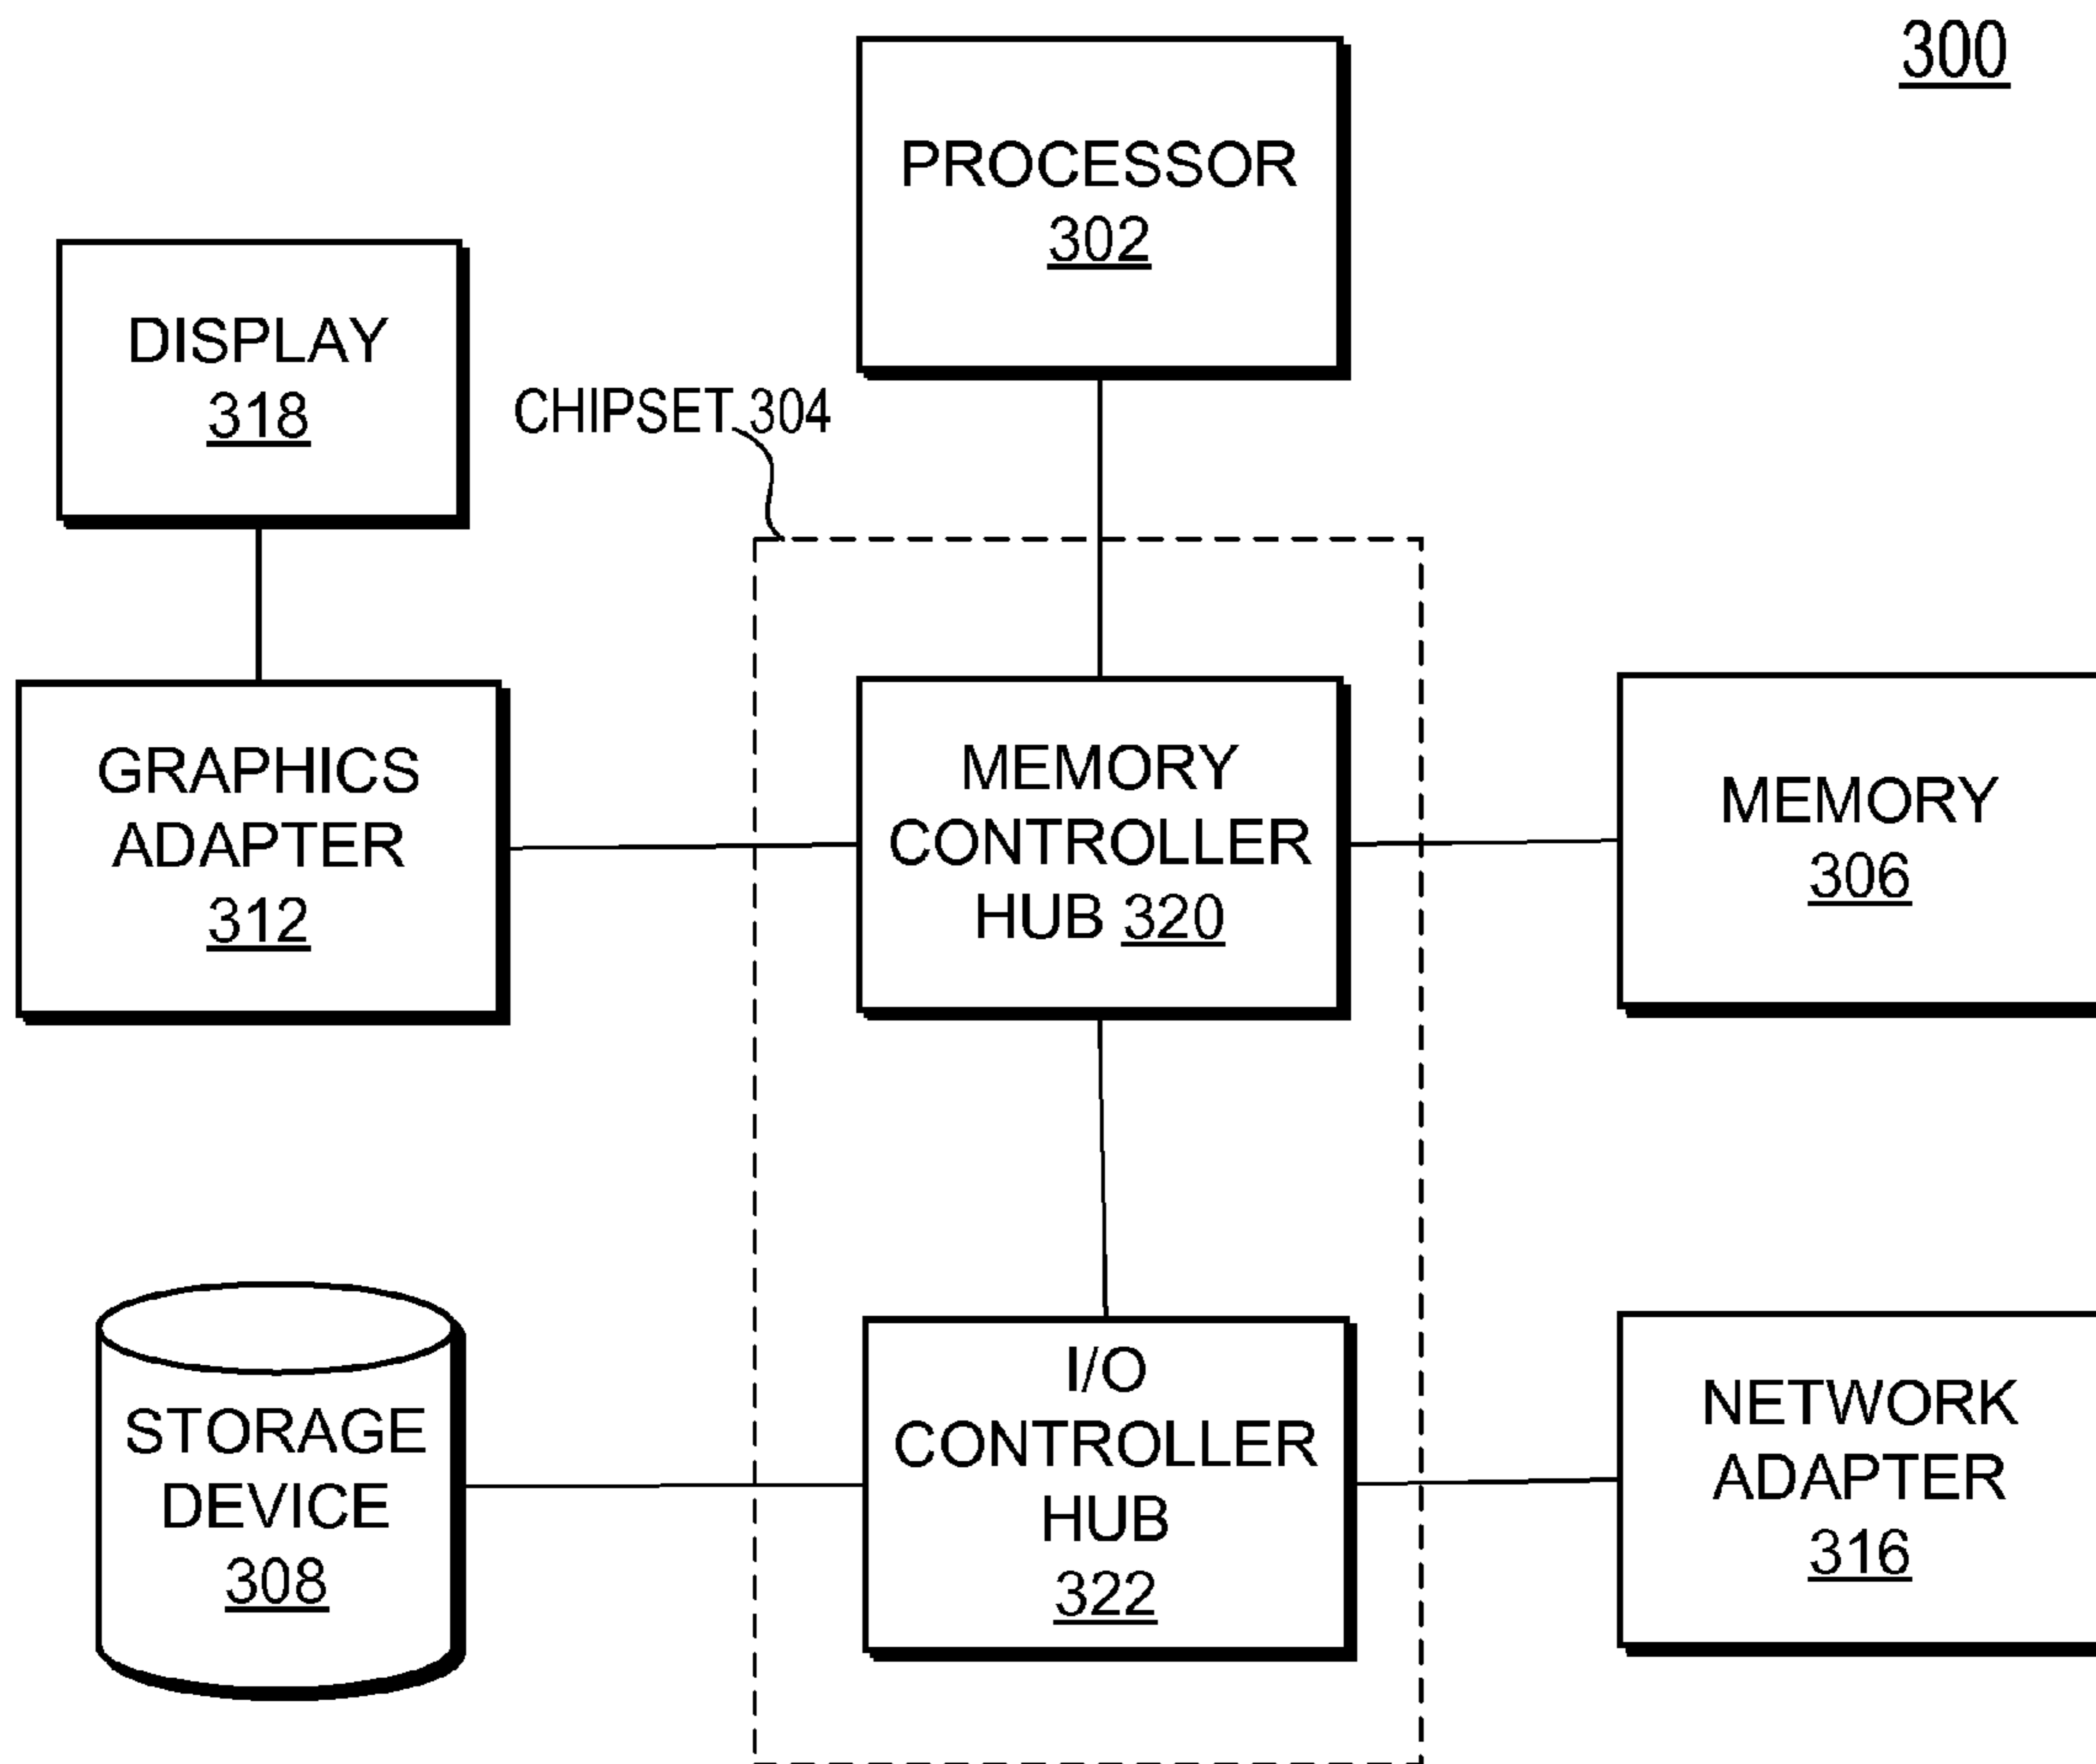 300
PROCESSOR
302
DISPLAY
318
CHIPSET 304
GRAPHICS
ADAPTER
312
MEMORY
CONTROLLER
HUB 320
MEMORY
306
STORAGE
DEVICE
308
I/O
CONTROLLER
HUB
322
NETWORK
ADAPTER
316